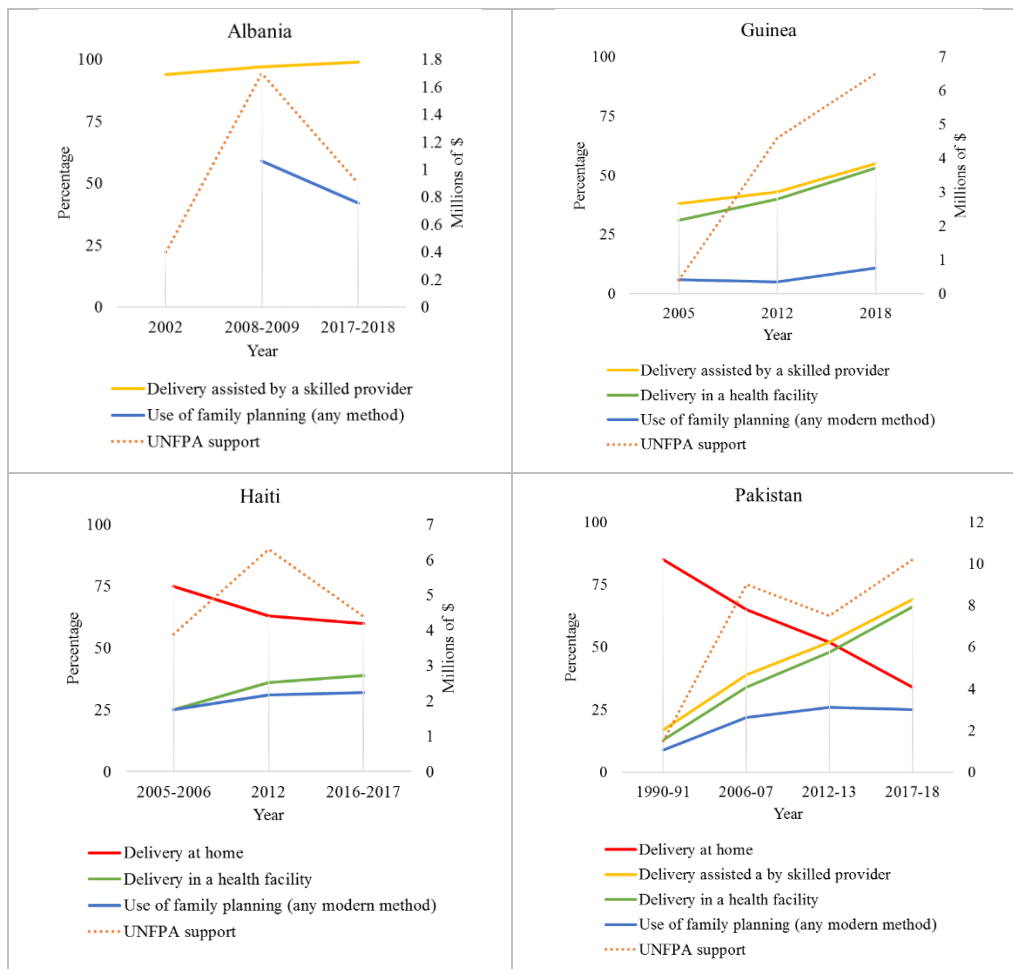 Albania
100
75
50
25
0
Percentage
1.8
1.6
1.4
1.2
1
0.8
0.6
0.4
0.2
0
Millions of $
2002 2008-2009 2017-2018
Year
Delivery assisted by a skilled provider
Use of family planning (any method)
UNFPA support
Guinea
100
75
50
25
0
Percentage
7
6
5
4
3
2
1
0
Millions of $
2005 2012 2018
Year
Delivery assisted by a skilled provider
Delivery in a health facility
Use of family planning (any modern method)
UNFPA support
Haiti
100
75
50
25
0
Percentage
7
6
5
4
3
2
1
0
Millions of $
2005-2006 2012 2016-2017
Year
Delivery at home
Delivery in a health facility
Use of family planning (any modern method)
UNFPA support
Pakistan
100
75
50
25
0
Percentage
12
10
8
6
4
2
0
1990-91 2006-07 2012-13 2017-18
Year
Delivery at home
Delivery assisted a by skilled provider
Delivery in a health facility
Use of family planning (any modern method)
UNFPA support